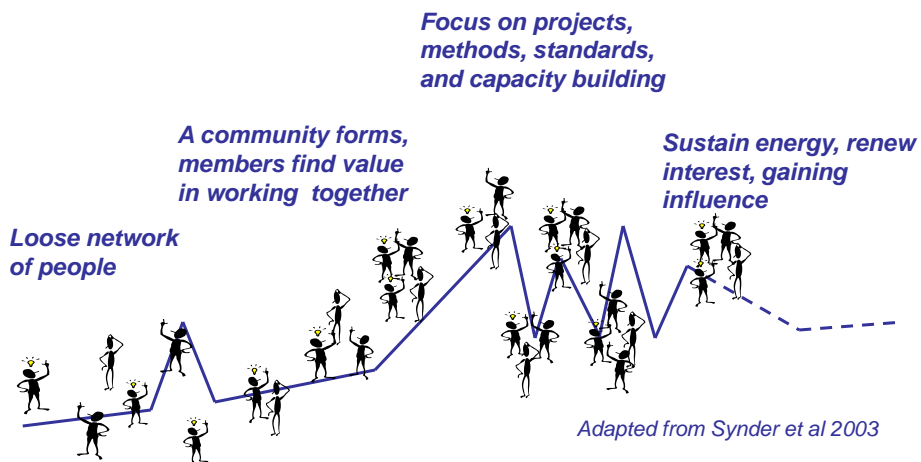 Focus on projects,
methods, standards,
and capacity building
A community forms,
members find value
in working together
Sustain energy, renew
interest, gaining
influence
Loose network
of people
Adapted from Synder et al 2003